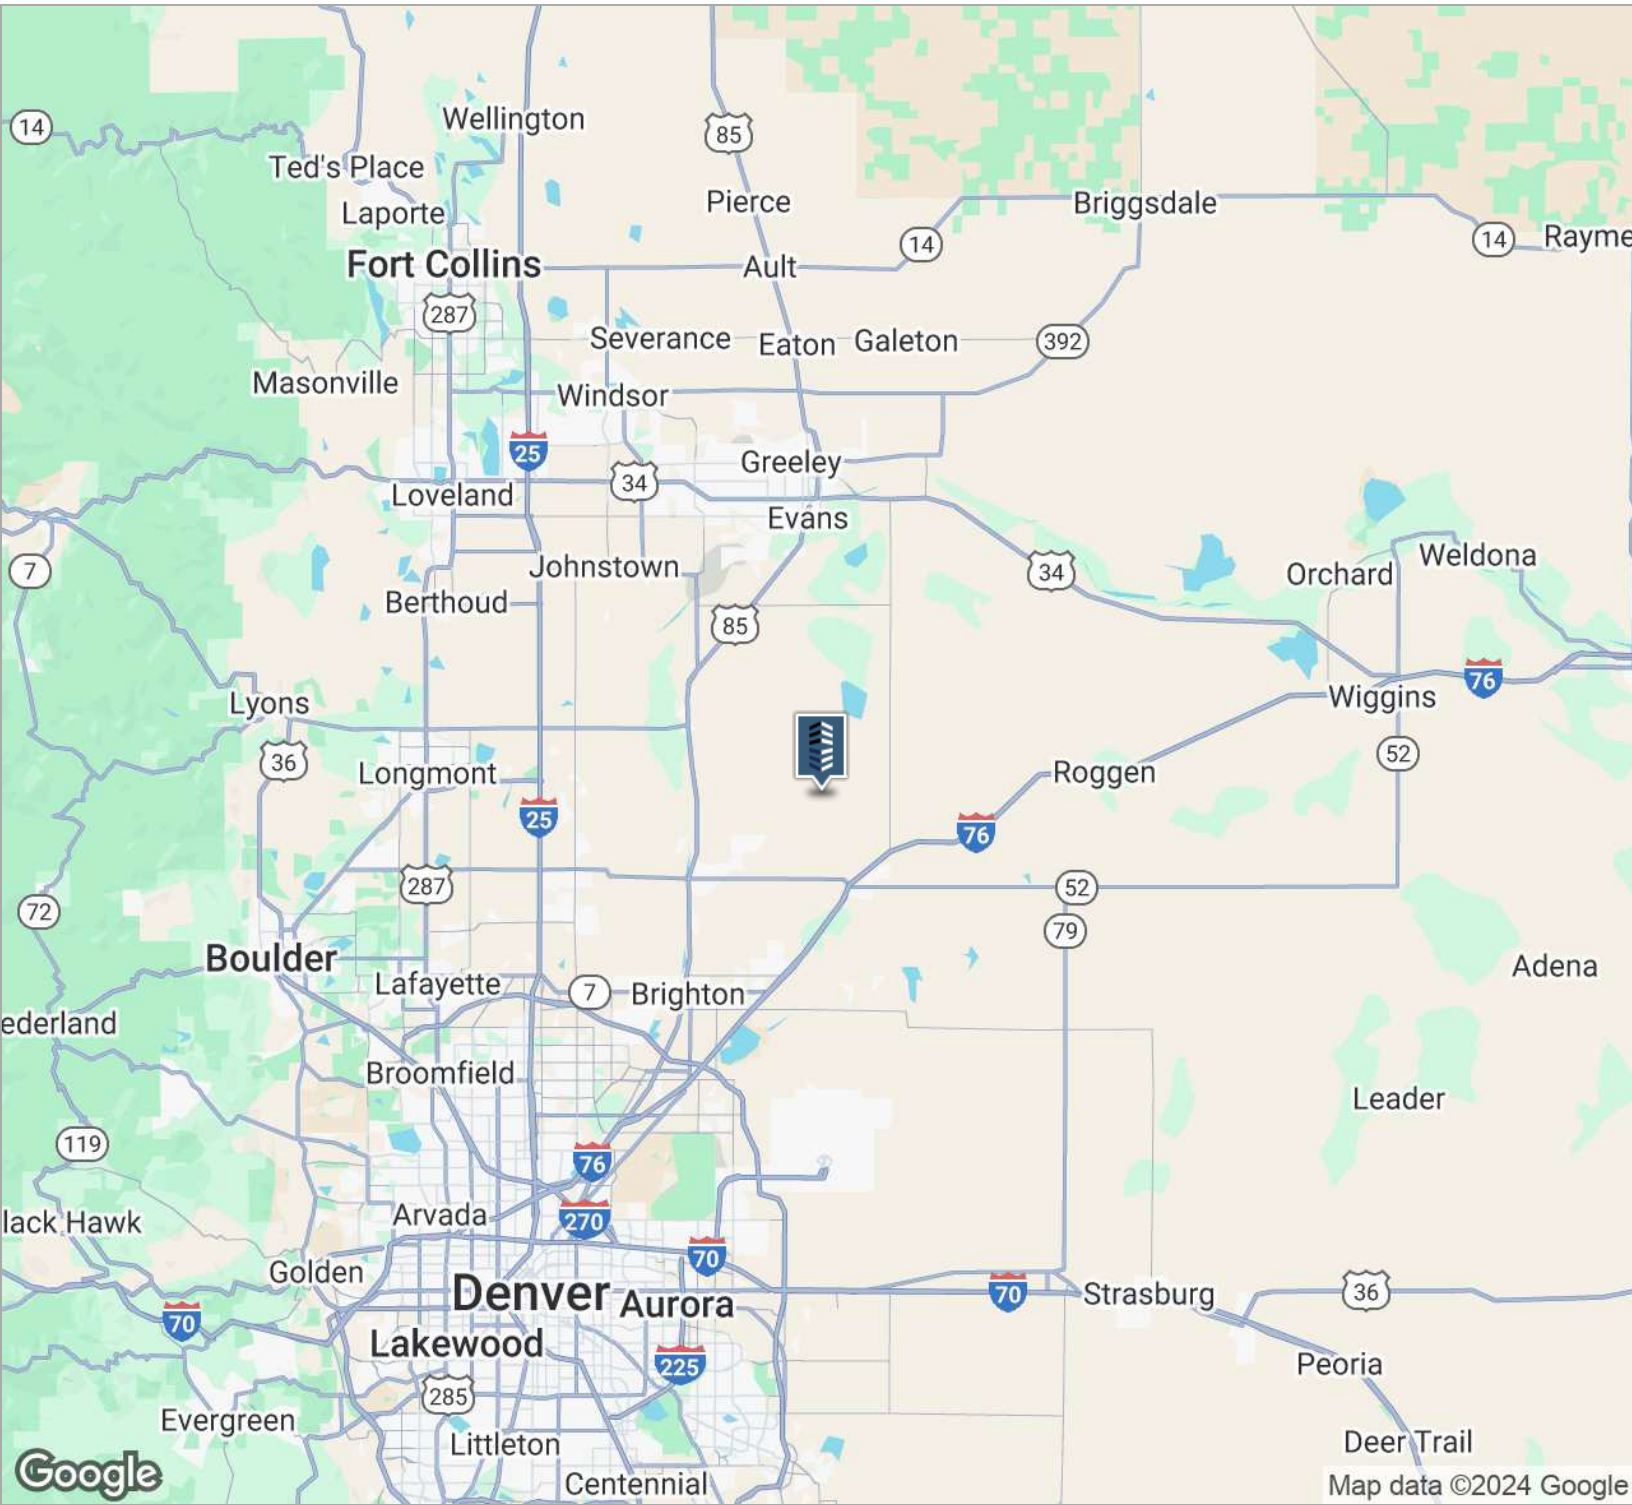 Wellington
14
85
Ted's Place
Pierce
Briggsdale
Laporte
14
14
Rayme
Fort Collins
Ault
287
Severance
Eaton
Galeton
392
Masonville
Windsor
25
Greeley
34
Loveland
Evans
Weldona
7
Johnstown
34
Orchard
Berthoud
85
76
Lyons
Wiggins
36
52
Longmont
Roggen
25
76
287
52
72
79
Boulder
Adena
Lafayette
7
Brighton
ederland
Broomfield
Leader
119
76
lack Hawk
Arvada
270
70
Golden
Denver
Aurora
70
Strasburg
36
70
Lakewood
225
Peoria
285
Evergreen
Littleton
Deer Trail
Google
Centennial
Map data ©2024 Google